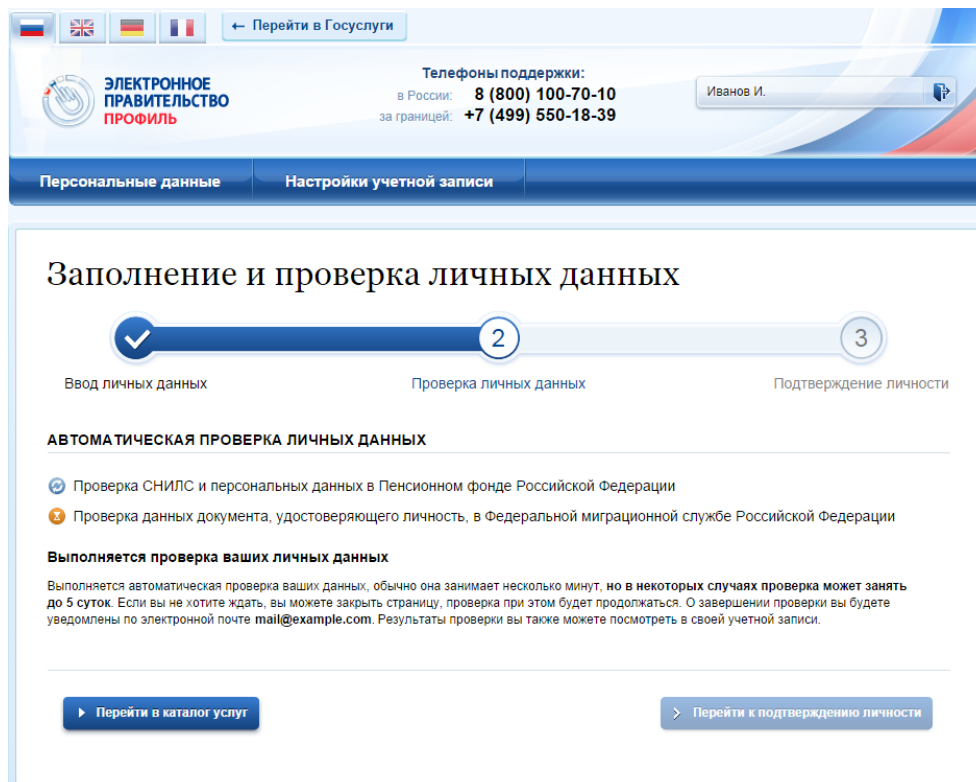 ← Перейти в Госуслуги
ЭЛЕКТРОННОЕ
ПРАВИТЕЛЬСТВО
ПРОФИЛЬ
Телефоны поддержки:
в России: 8 (800) 100-70-10
за границей: +7 (499) 550-18-39
Иванов И.
Персональные данные Настройки учетной записи
Заполнение и проверка личных данных
2 3
Ввод личных данных Проверка личных данных Подтверждение личности
АВТОМАТИЧЕСКАЯ ПРОВЕРКА ЛИЧНЫХ ДАННЫХ
Проверка СНИЛС и персональных данных в Пенсионном фонде Российской Федерации
Проверка данных документа, удостоверяющего личность, в Федеральной миграционной службе Российской Федерации
Выполняется проверка ваших личных данных
Выполняется автоматическая проверка ваших данных, обычно она занимает несколько минут, но в некоторых случаях проверка может занять
до 5 суток. Если вы не хотите ждать, вы можете закрыть страницу, проверка при этом будет продолжаться. О завершении проверки вы будете
уведомлены по электронной почте mail@example.com. Результаты проверки вы также можете посмотреть в своей учетной записи.
Перейти в каталог услуг Перейти к подтверждению личности